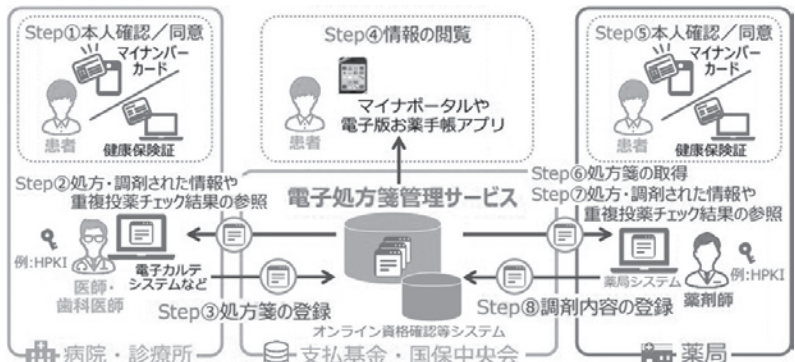 Step①本人確認／同意
マイナンバー
カード
患者
健康保険証
Step②処方・調剤された情報や
重複投薬チェック結果の参照
例:HPKI
医師・
歯科医師
電子カルテ
システムなど
Step③処方箋の登録
病院・診療所
Step④情報の閲覧
患者
マイナポータルや
電子版お薬手帳アプリ
電子処方箋管理サービス
オンライン資格確認等システム
支払基金・国保中央会
Step⑤本人確認／同意
マイナンバー
カード
患者
健康保険証
Step⑥処方箋の取得
Step⑦処方・調剤された情報や
重複投薬チェック結果の参照
薬局システム
例:HPKI
薬剤師
Step⑧調剤内容の登録
薬局